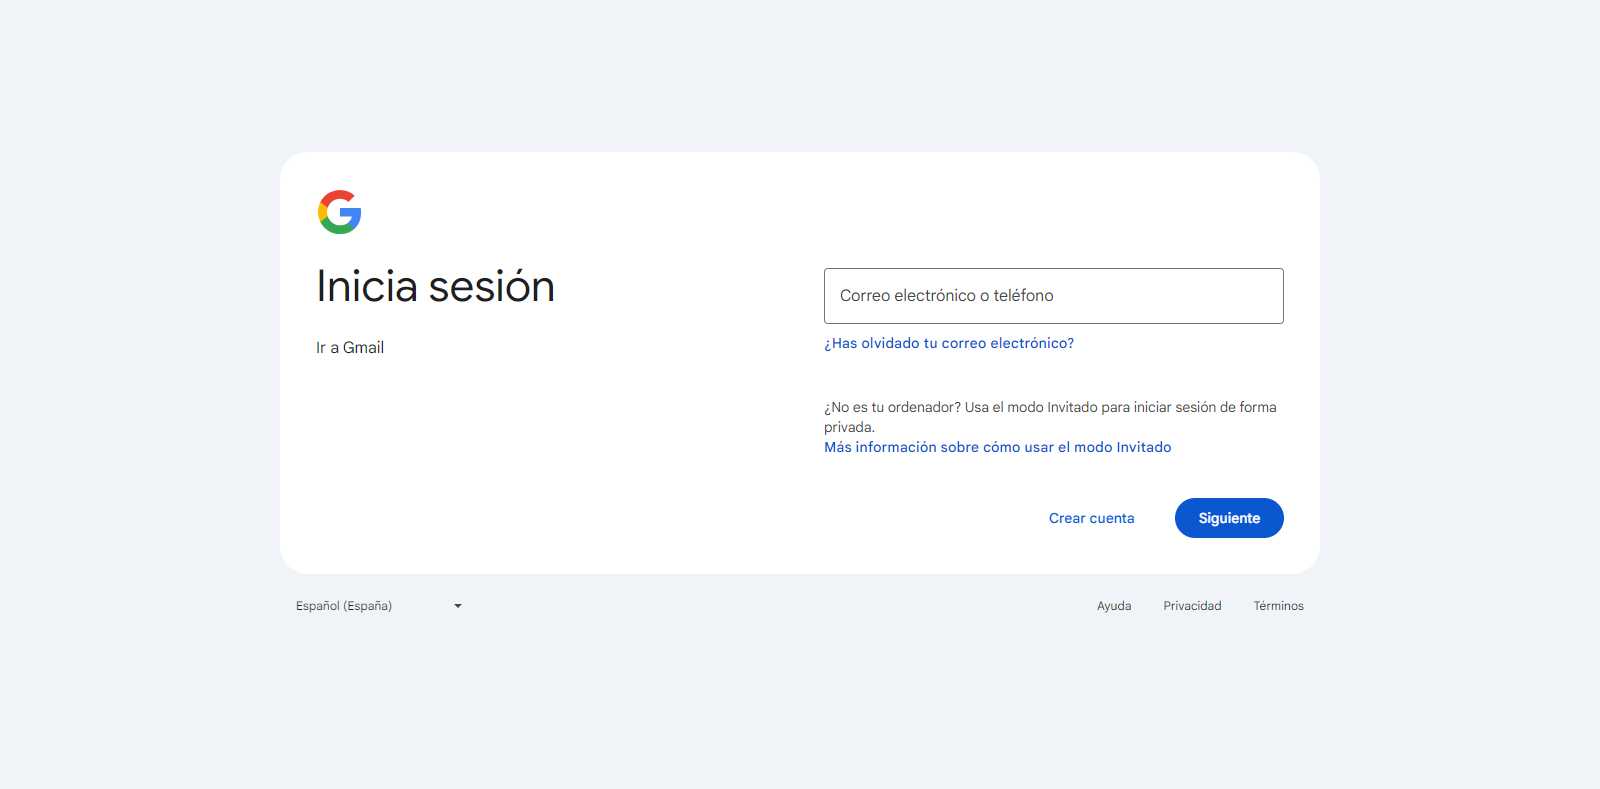 Inicia sesión
Ir a Gmail
Correo electrónico o teléfono
¿Has olvidado tu correo electrónico?
¿No es tu ordenador? Usa el modo Invitado para iniciar sesión de forma
privada.
Más información sobre cómo usar el modo Invitado
Crear cuenta
Siguiente
Español (España)
Ayuda
Privacidad
Términos